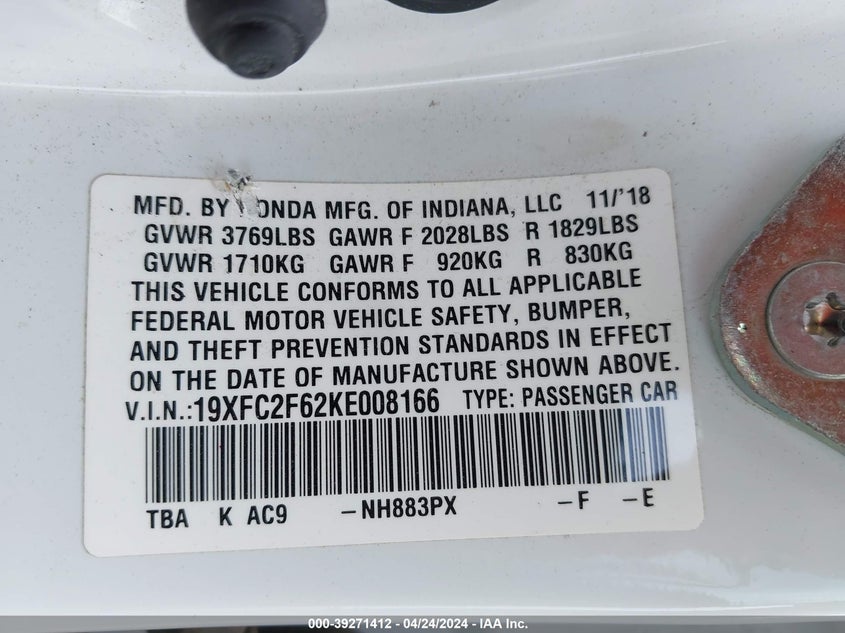 MFD. BY HONDA MFG. OF INDIANA, LLC 11/'18
GVWR 3769LBS GAWR F 2028LBS R 1829LBS
GVWR 1710KG GAWR F 920KG R 830KG
THIS VEHICLE CONFORMS TO ALL APPLICABLE
FEDERAL MOTOR VEHICLE SAFETY, BUMPER,
AND THEFT PREVENTION STANDARDS IN EFFECT
ON THE DATE OF MANUFACTURE SHOWN ABOVE.
V.I.N.:19XFC2F62KE008166 TYPE: PASSENGER CAR
TBA K AC9 -NH883PX -F -E
000-39271412 - 04/24/2024 - IAA Inc.